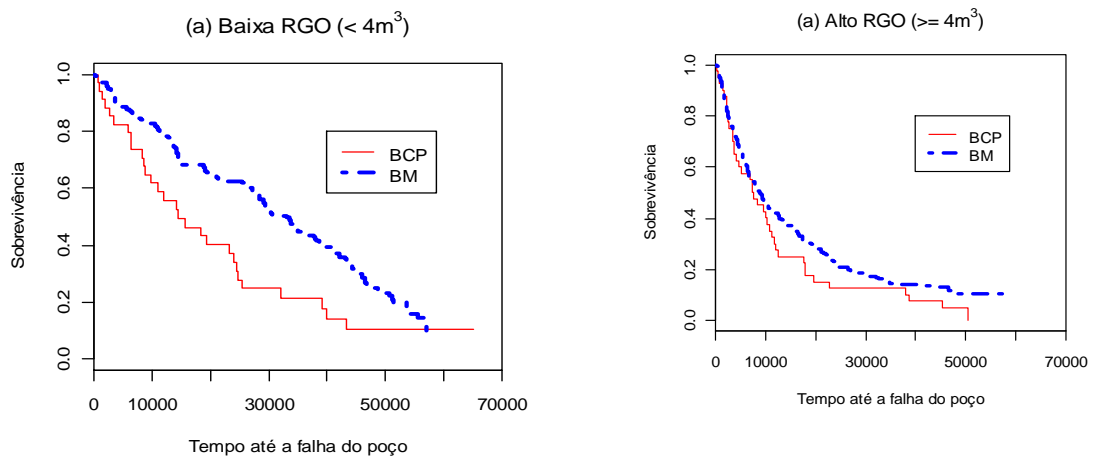 (a) Baixa RGO (< 4m³)
Sobrevivência
1.0
0.8
0.6
0.4
0.2
0.0
BCP
BM
0 10000 30000 50000 70000
Tempo até a falha do poço
(a) Alto RGO (>= 4m³)
Sobrevivência
1.0
0.8
0.6
0.4
0.2
0.0
BCP
BM
0 10000 30000 50000 70000
Tempo até a falha do poço